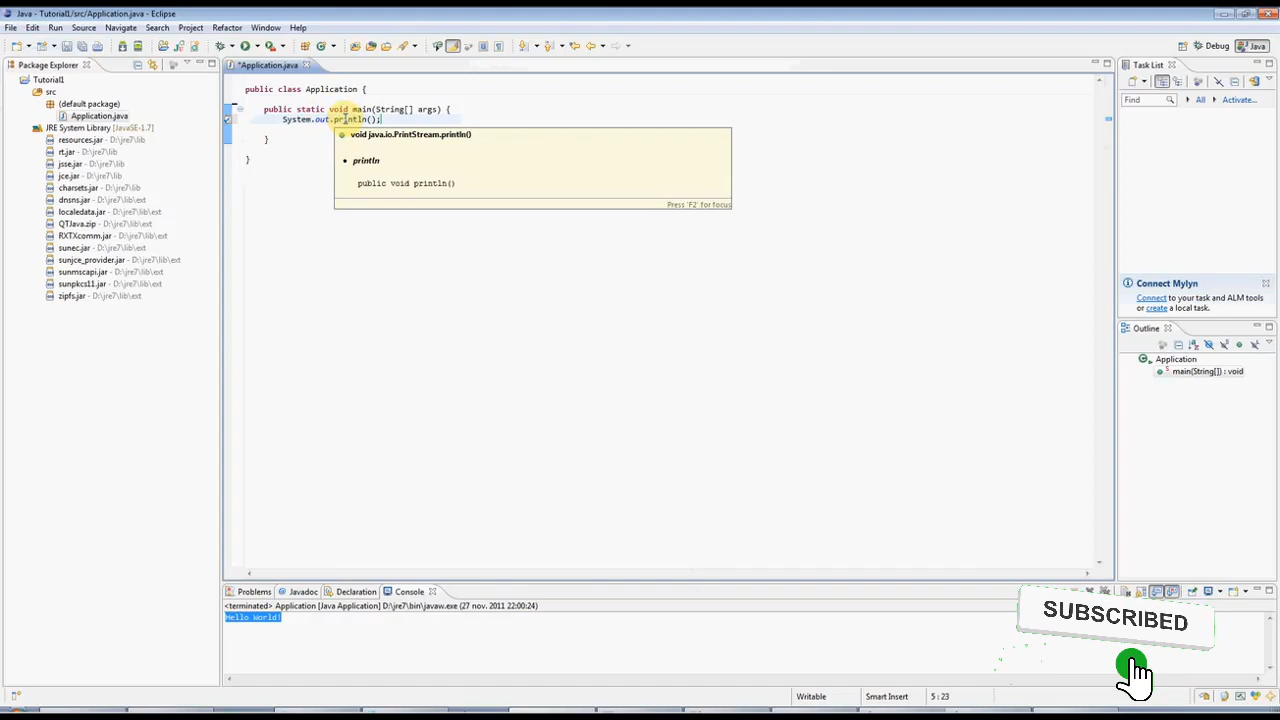 Java - Tutorial1/src/Application.java - Eclipse
File Edit Run Source Navigate Search Project Refactor Window Help
Debug Java
Package Explorer
*Application.java
Task List
Tutorial1
src
(default package)
Application.java
JRE System Library [JavaSE-1.7]
resources.jar - D:\jre7\lib
rt.jar - D:\jre7\lib
jsse.jar - D:\jre7\lib
jce.jar - D:\jre7\lib
charsets.jar - D:\jre7\lib
dnsns.jar - D:\jre7\lib\ext
localedata.jar - D:\jre7\lib\ext
QTJava.zip - D:\jre7\lib\ext
RXTXcomm.jar - D:\jre7\lib\ext
sunec.jar - D:\jre7\lib\ext
sunjce_provider.jar - D:\jre7\lib\ext
sunmscapi.jar - D:\jre7\lib\ext
sunpkcs11.jar - D:\jre7\lib\ext
zipfs.jar - D:\jre7\lib\ext
public class Application {
public static void main(String[] args) {
System.out.println();
}
}
void java.io.PrintStream.println()
println
public void println()
Press 'F2' for focus
Find All Activate...
Connect Mylyn
Connect to your task and ALM tools
or create a local task.
Outline
Application
main(String[]) : void
Problems Javadoc Declaration Console
<terminated> Application [Java Application] D:\jre7\bin\javaw.exe (27 nov. 2011 22:00:24)
Hello World!
SUBSCRIBED
Writable Smart Insert 5 : 23